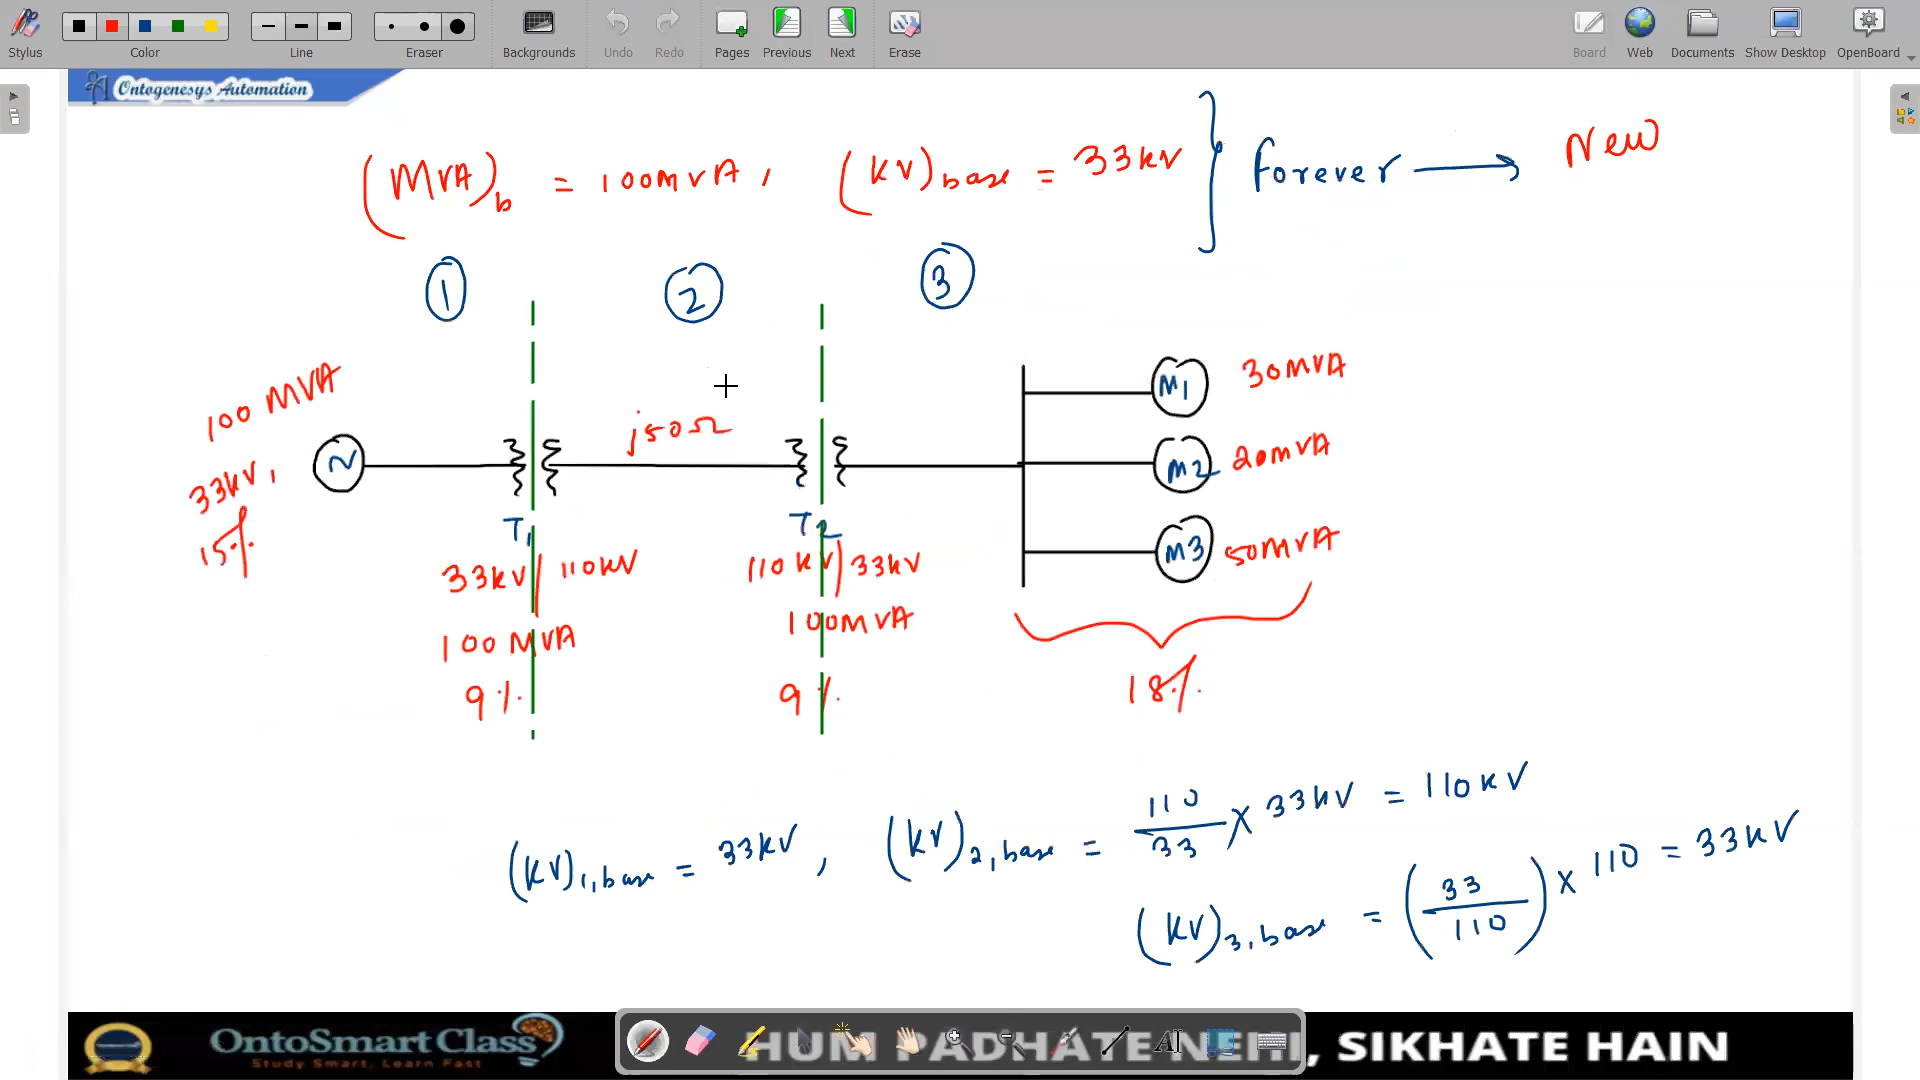 Stylus Color Line Eraser Backgrounds Undo Redo Pages Previous Next Erase Board Web Documents Show Desktop OpenBoard
Ontogenesys Automation
(MVA)b = 100MVA, (KV)base = 33kV } Forever → New
① ② ③
100 MVA
33kV,
15%
~
j50Ω
T1
33kV/110kV
100 MVA
9%
T2
110kV/33kV
100MVA
9%
M1 30MVA
M2 20MVA
M3 50MVA
18%
(KV)1,base = 33kV, (KV)2,base = 110/33 × 33kV = 110kV
(KV)3,base = (33/110) × 110 = 33kV
OntoSmart Class
Study Smart, Learn Fast
HUM PADHATE NEHI, SIKHATE HAIN